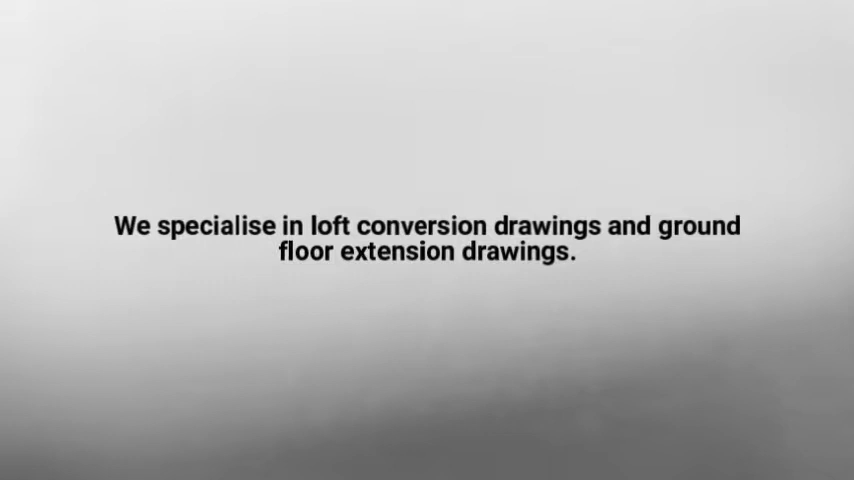 We specialise in loft conversion drawings and ground
floor extension drawings.